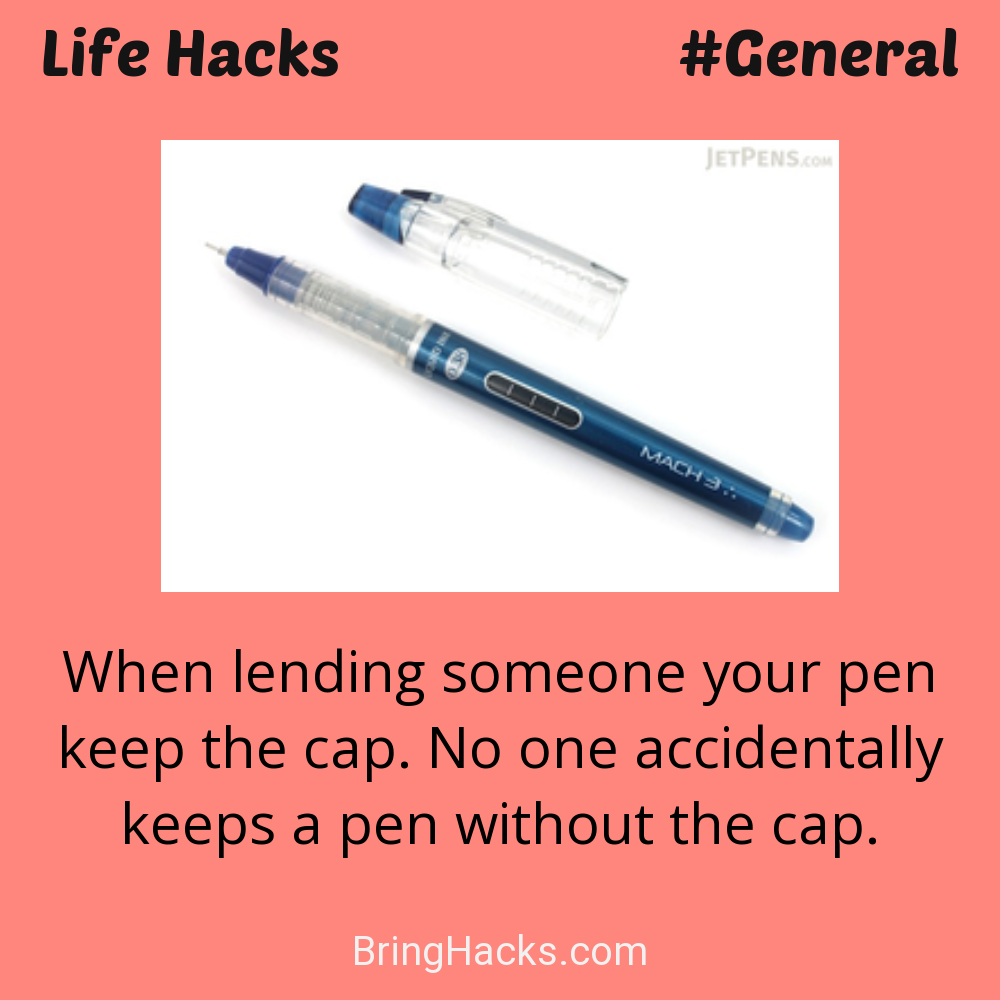 Life Hacks #General
JETPENS.COM
MACH 3
When lending someone your pen
keep the cap. No one accidentally
keeps a pen without the cap.
BringHacks.com